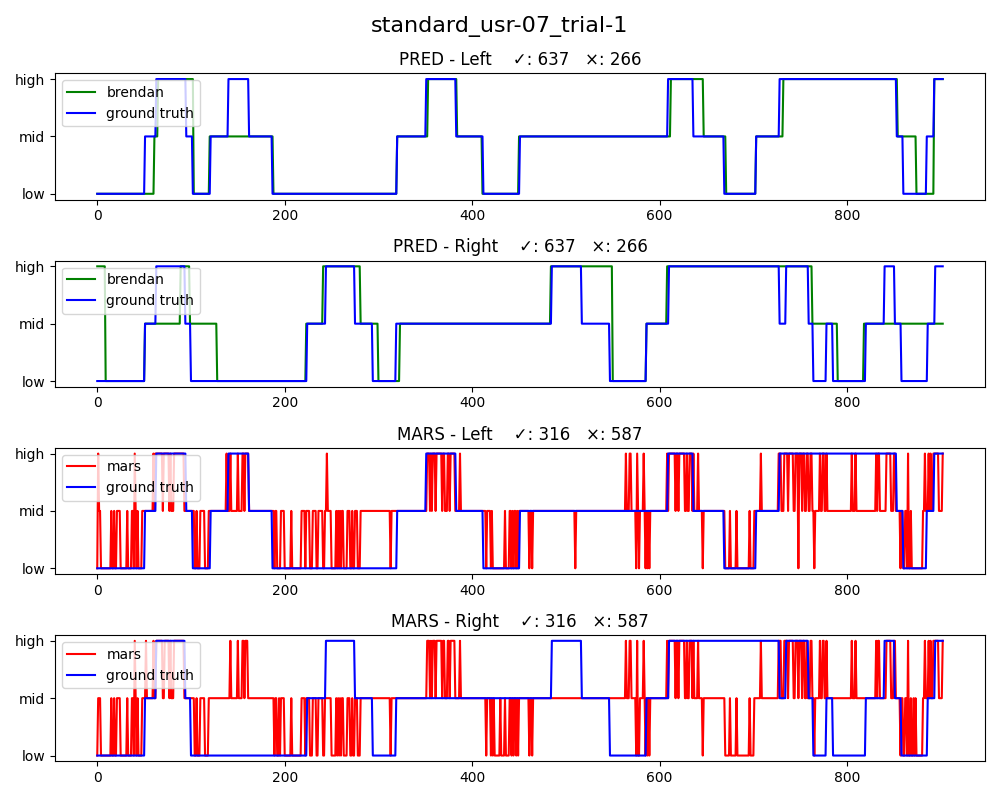 standard_usr-07_trial-1
PRED - Left ✓: 637 ×: 266
high
mid
low
brendan
ground truth
0 200 400 600 800
PRED - Right ✓: 637 ×: 266
high
mid
low
brendan
ground truth
0 200 400 600 800
MARS - Left ✓: 316 ×: 587
high
mid
low
mars
ground truth
0 200 400 600 800
MARS - Right ✓: 316 ×: 587
high
mid
low
mars
ground truth
0 200 400 600 800